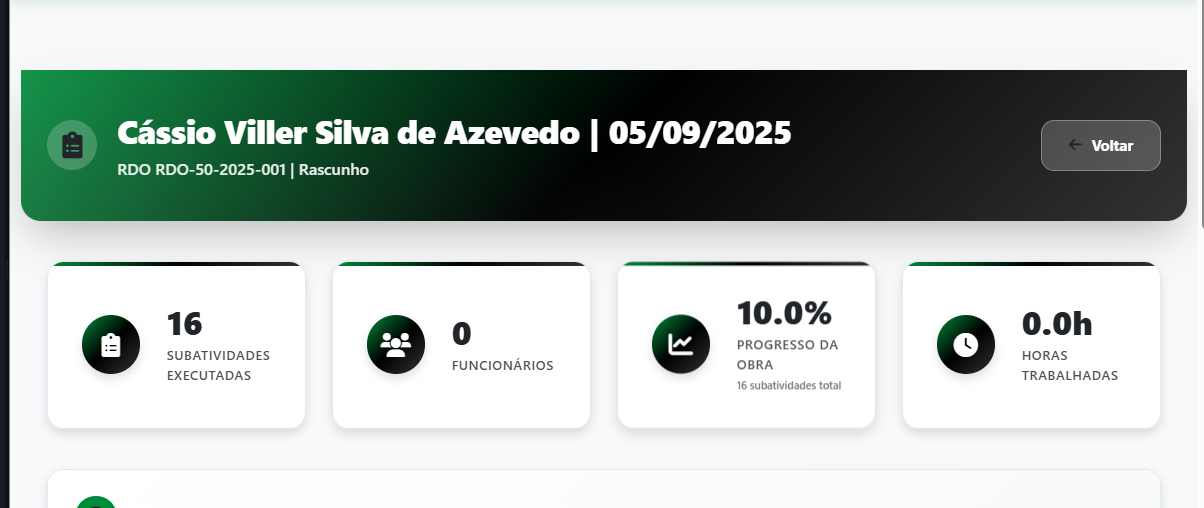 Cássio Viller Silva de Azevedo | 05/09/2025
RDO RDO-50-2025-001 | Rascunho
Voltar
16
SUBATIVIDADES
EXECUTADAS
0
FUNCIONÁRIOS
10.0%
PROGRESSO DA
OBRA
16 subatividades total
0.0h
HORAS
TRABALHADAS